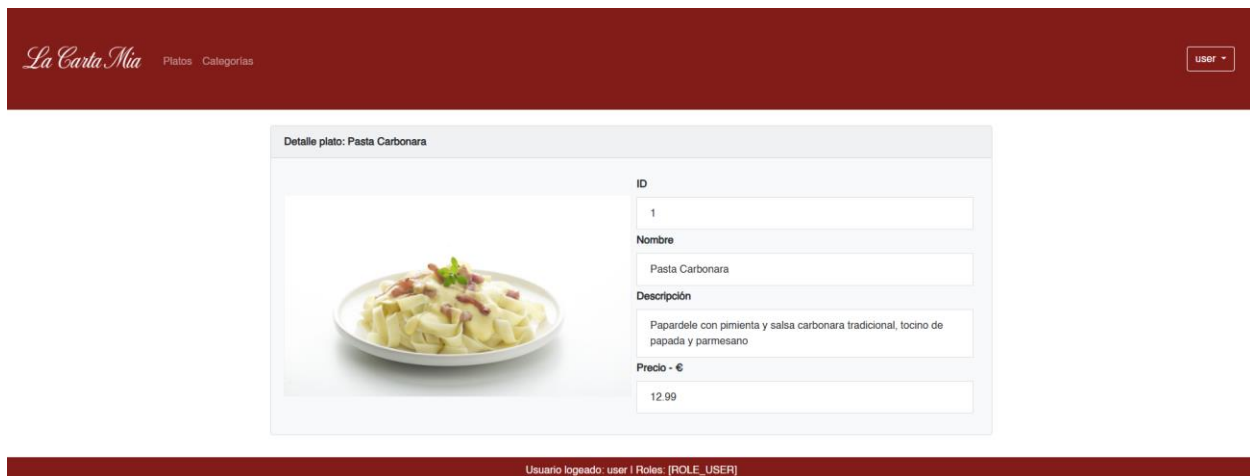 La Carta Mia
Platos Categorías
user
Detalle plato: Pasta Carbonara
ID
1
Nombre
Pasta Carbonara
Descripción
Papardele con pimienta y salsa carbonara tradicional, tocino de
papada y parmesano
Precio - €
12.99
Usuario logeado: user | Roles: [ROLE_USER]